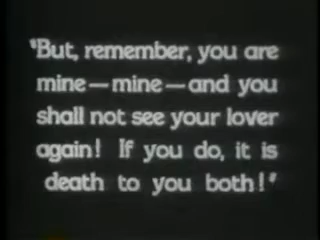 "But, remember, you are
mine—mine—and you
shall not see your lover
again! If you do, it is
death to you both!"